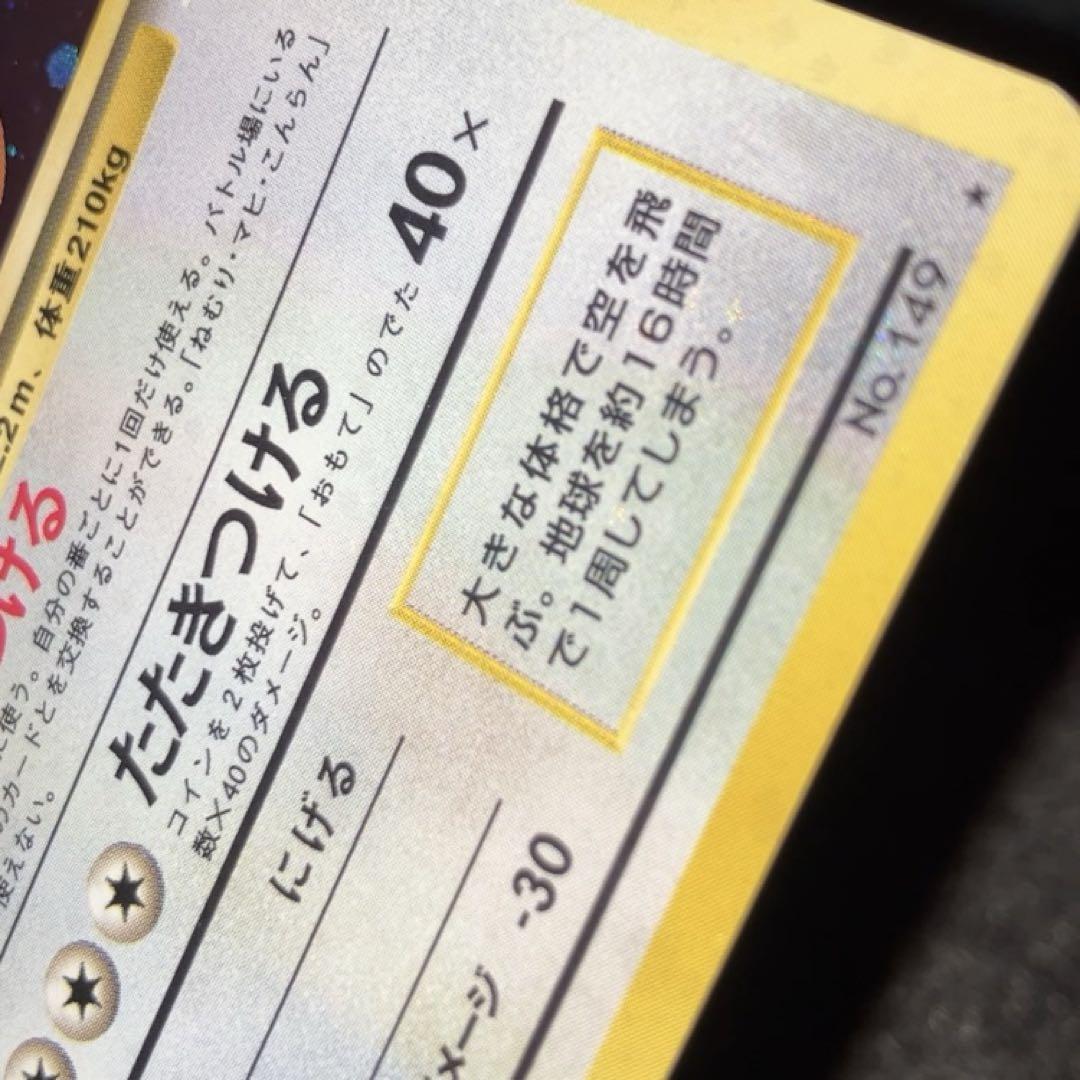 .2m、 体重210kg
つける
に使う。自分の番ごとに1回だけ使える。バトル場にいる
のカードとを交換することができる。「ねむり・マヒ・こんらん」
使えない。
たたきつける 40×
コインを2枚投げて、「おもて」のでた
数×40のダメージ。
にげる
メージ -30
大きな体格で空を飛
ぶ。地球を約16時間
で1周してしまう。
No.149 ★